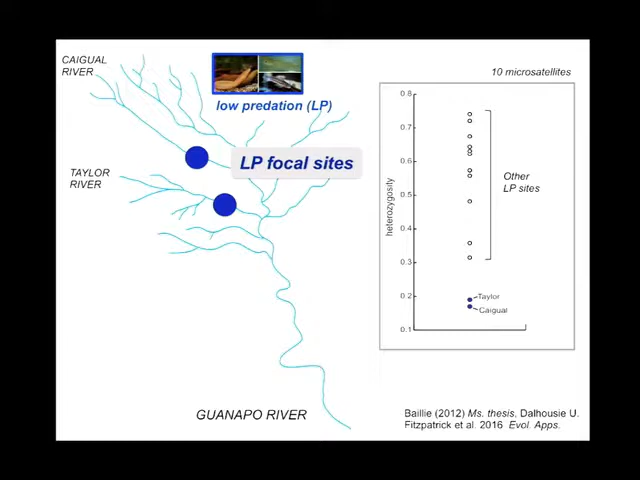 CAIGUAL
RIVER
low predation (LP)
LP focal sites
TAYLOR
RIVER
GUANAPO RIVER
10 microsatellites
heterozygosity
0.8
0.7
0.6
0.5
0.4
0.3
0.2
0.1
Other
LP sites
Taylor
Caigual
Baillie (2012) Ms. thesis, Dalhousie U.
Fitzpatrick et al. 2016 Evol. Apps.